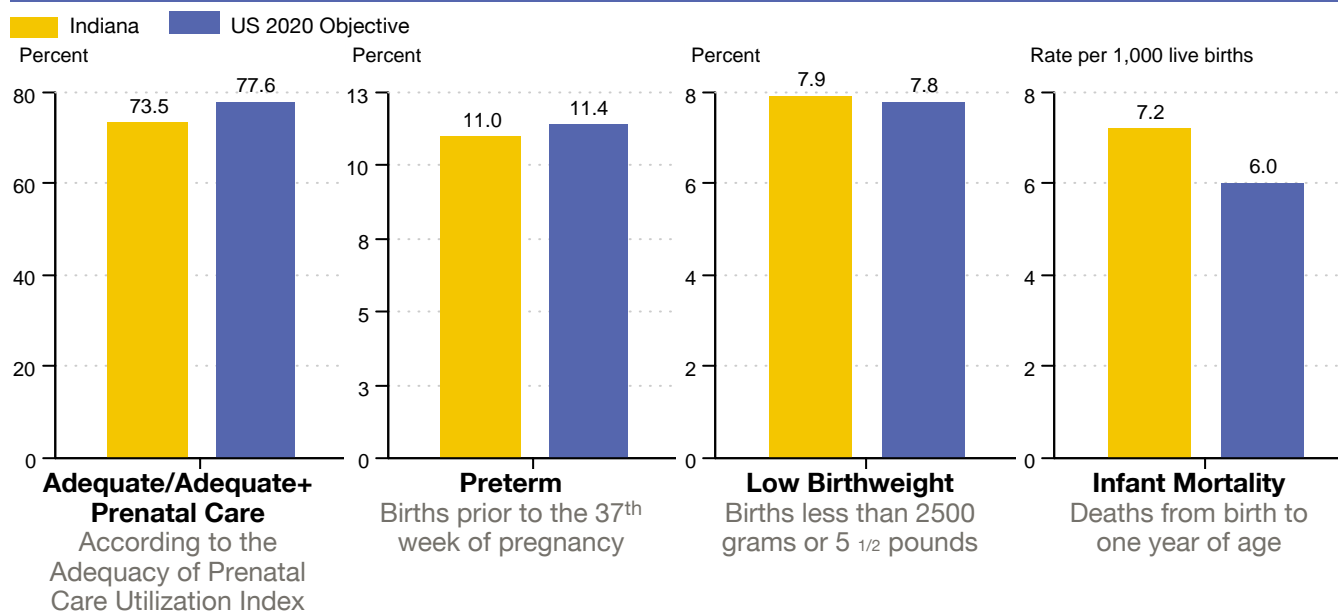 Indiana
US 2020 Objective
Percent
80
60
40
20
0
73.5
77.6
Adequate/Adequate+
Prenatal Care
According to the
Adequacy of Prenatal
Care Utilization Index
Percent
13
10
8
5
3
0
11.0
11.4
Preterm
Births prior to the 37th
week of pregnancy
Percent
8
6
4
2
0
7.9
7.8
Low Birthweight
Births less than 2500
grams or 5 1/2 pounds
Rate per 1,000 live births
8
6
4
2
0
7.2
6.0
Infant Mortality
Deaths from birth to
one year of age